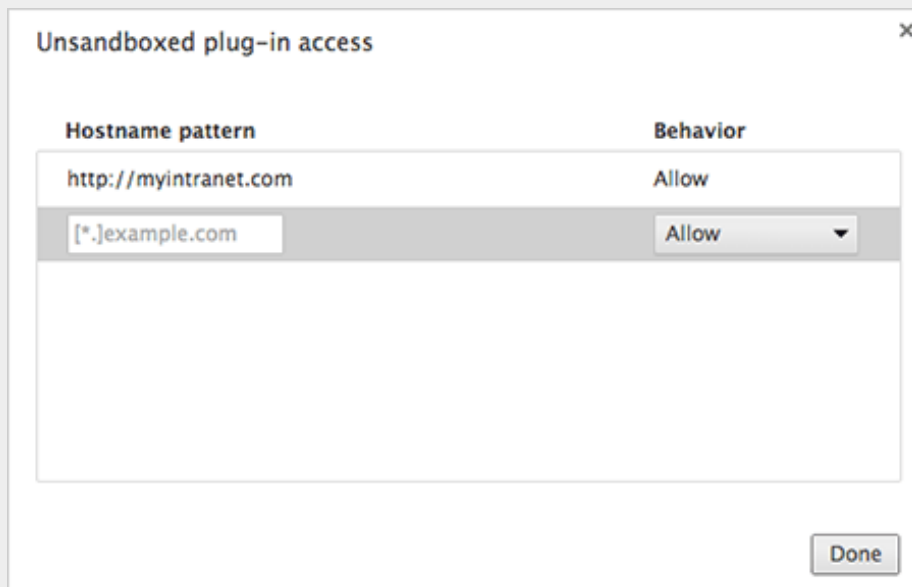 Unsandboxed plug-in access
×
Hostname pattern Behavior
http://myintranet.com Allow
[*.]example.com Allow
Done